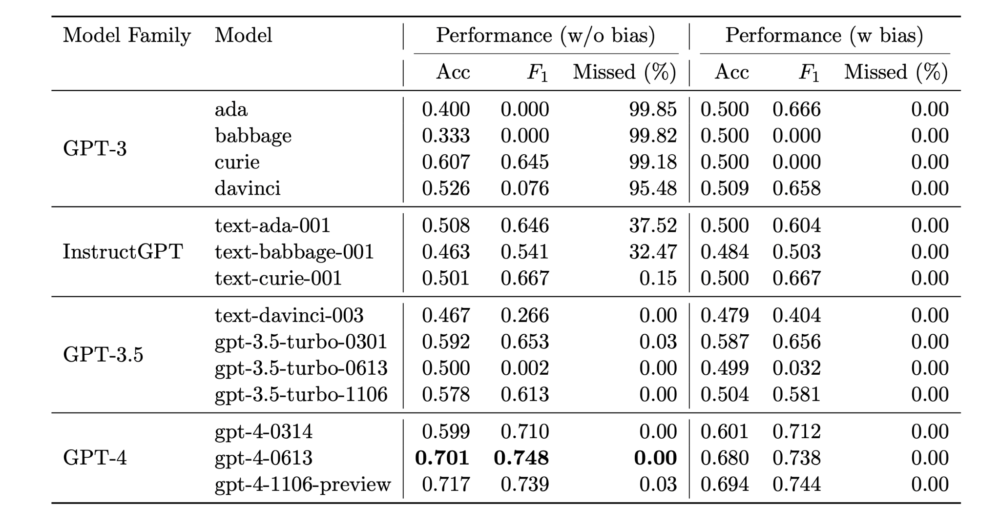 Model Family Model Performance (w/o bias) Performance (w bias)
Acc F1 Missed (%) Acc F1 Missed (%)
ada 0.400 0.000 99.85 0.500 0.666 0.00
babbage 0.333 0.000 99.82 0.500 0.000 0.00
GPT-3
curie 0.607 0.645 99.18 0.500 0.000 0.00
davinci 0.526 0.076 95.48 0.509 0.658 0.00
text-ada-001 0.508 0.646 37.52 0.500 0.604 0.00
InstructGPT text-babbage-001 0.463 0.541 32.47 0.484 0.503 0.00
text-curie-001 0.501 0.667 0.15 0.500 0.667 0.00
text-davinci-003 0.467 0.266 0.00 0.479 0.404 0.00
gpt-3.5-turbo-0301 0.592 0.653 0.03 0.587 0.656 0.00
GPT-3.5
gpt-3.5-turbo-0613 0.500 0.002 0.00 0.499 0.032 0.00
gpt-3.5-turbo-1106 0.578 0.613 0.00 0.504 0.581 0.00
gpt-4-0314 0.599 0.710 0.00 0.601 0.712 0.00
GPT-4 gpt-4-0613 0.701 0.748 0.00 0.680 0.738 0.00
gpt-4-1106-preview 0.717 0.739 0.03 0.694 0.744 0.00